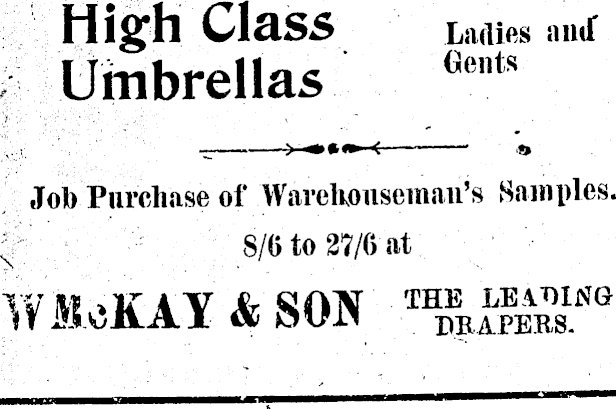 High Class
Umbrellas
Ladies and
Gents
Job Purchase of Warehouseman's Samples.
8/6 to 27/6 at
W McKAY & SON
THE LEADING
DRAPERS.